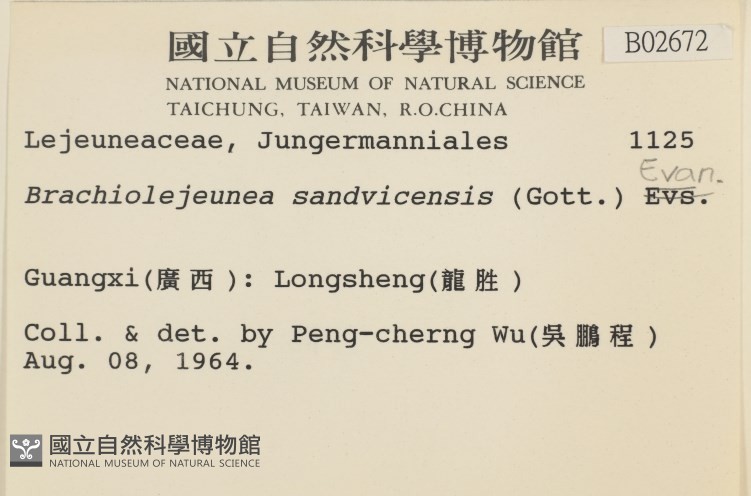 國立自然科學博物館
B02672
NATIONAL MUSEUM OF NATURAL SCIENCE
TAICHUNG, TAIWAN, R.O.CHINA
Lejeuneaceae, Jungermanniales 1125
Evan.
Brachiolejeunea sandvicensis (Gott.) Evs.
Guangxi(廣西): Longsheng(龍胜)
Coll. & det. by Peng-cherng Wu(吳鵬程)
Aug. 08, 1964.
國立自然科學博物館
NATIONAL MUSEUM OF NATURAL SCIENCE